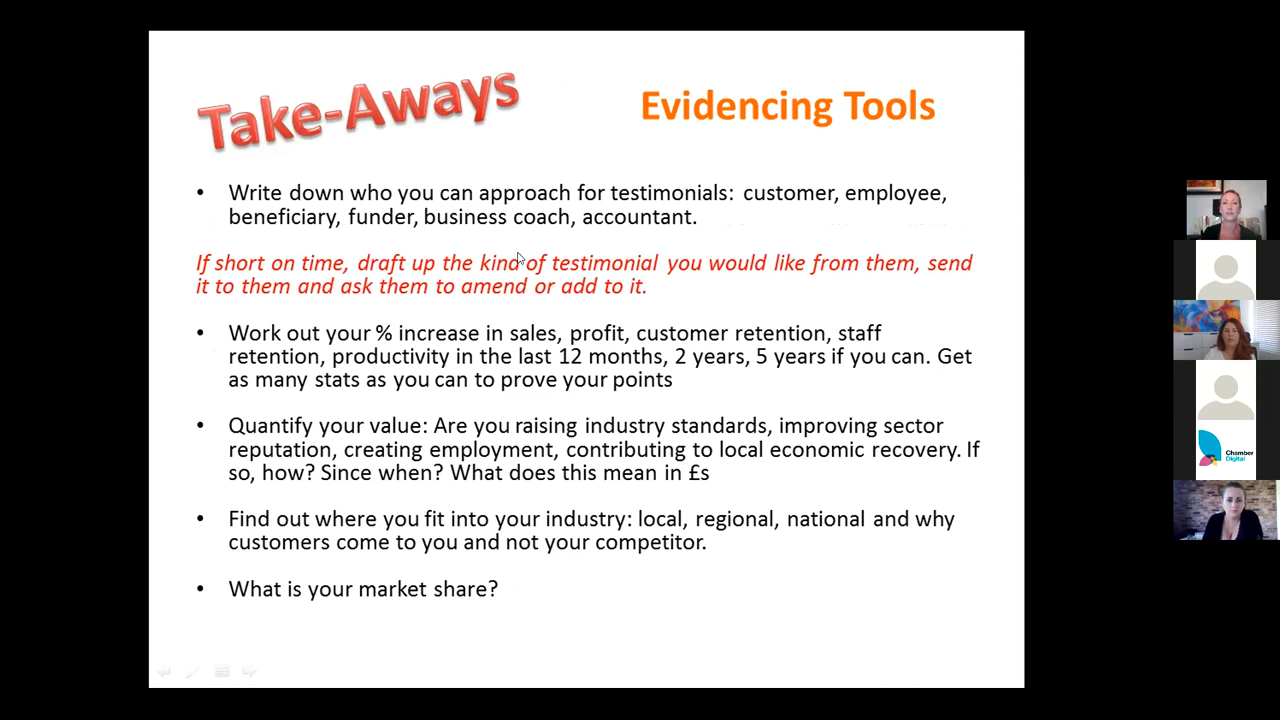 Take-Aways
Evidencing Tools
• Write down who you can approach for testimonials: customer, employee,
beneficiary, funder, business coach, accountant.
If short on time, draft up the kind of testimonial you would like from them, send
it to them and ask them to amend or add to it.
• Work out your % increase in sales, profit, customer retention, staff
retention, productivity in the last 12 months, 2 years, 5 years if you can. Get
as many stats as you can to prove your points
• Quantify your value: Are you raising industry standards, improving sector
reputation, creating employment, contributing to local economic recovery. If
so, how? Since when? What does this mean in £s
• Find out where you fit into your industry: local, regional, national and why
customers come to you and not your competitor.
• What is your market share?
Chamber
Digital